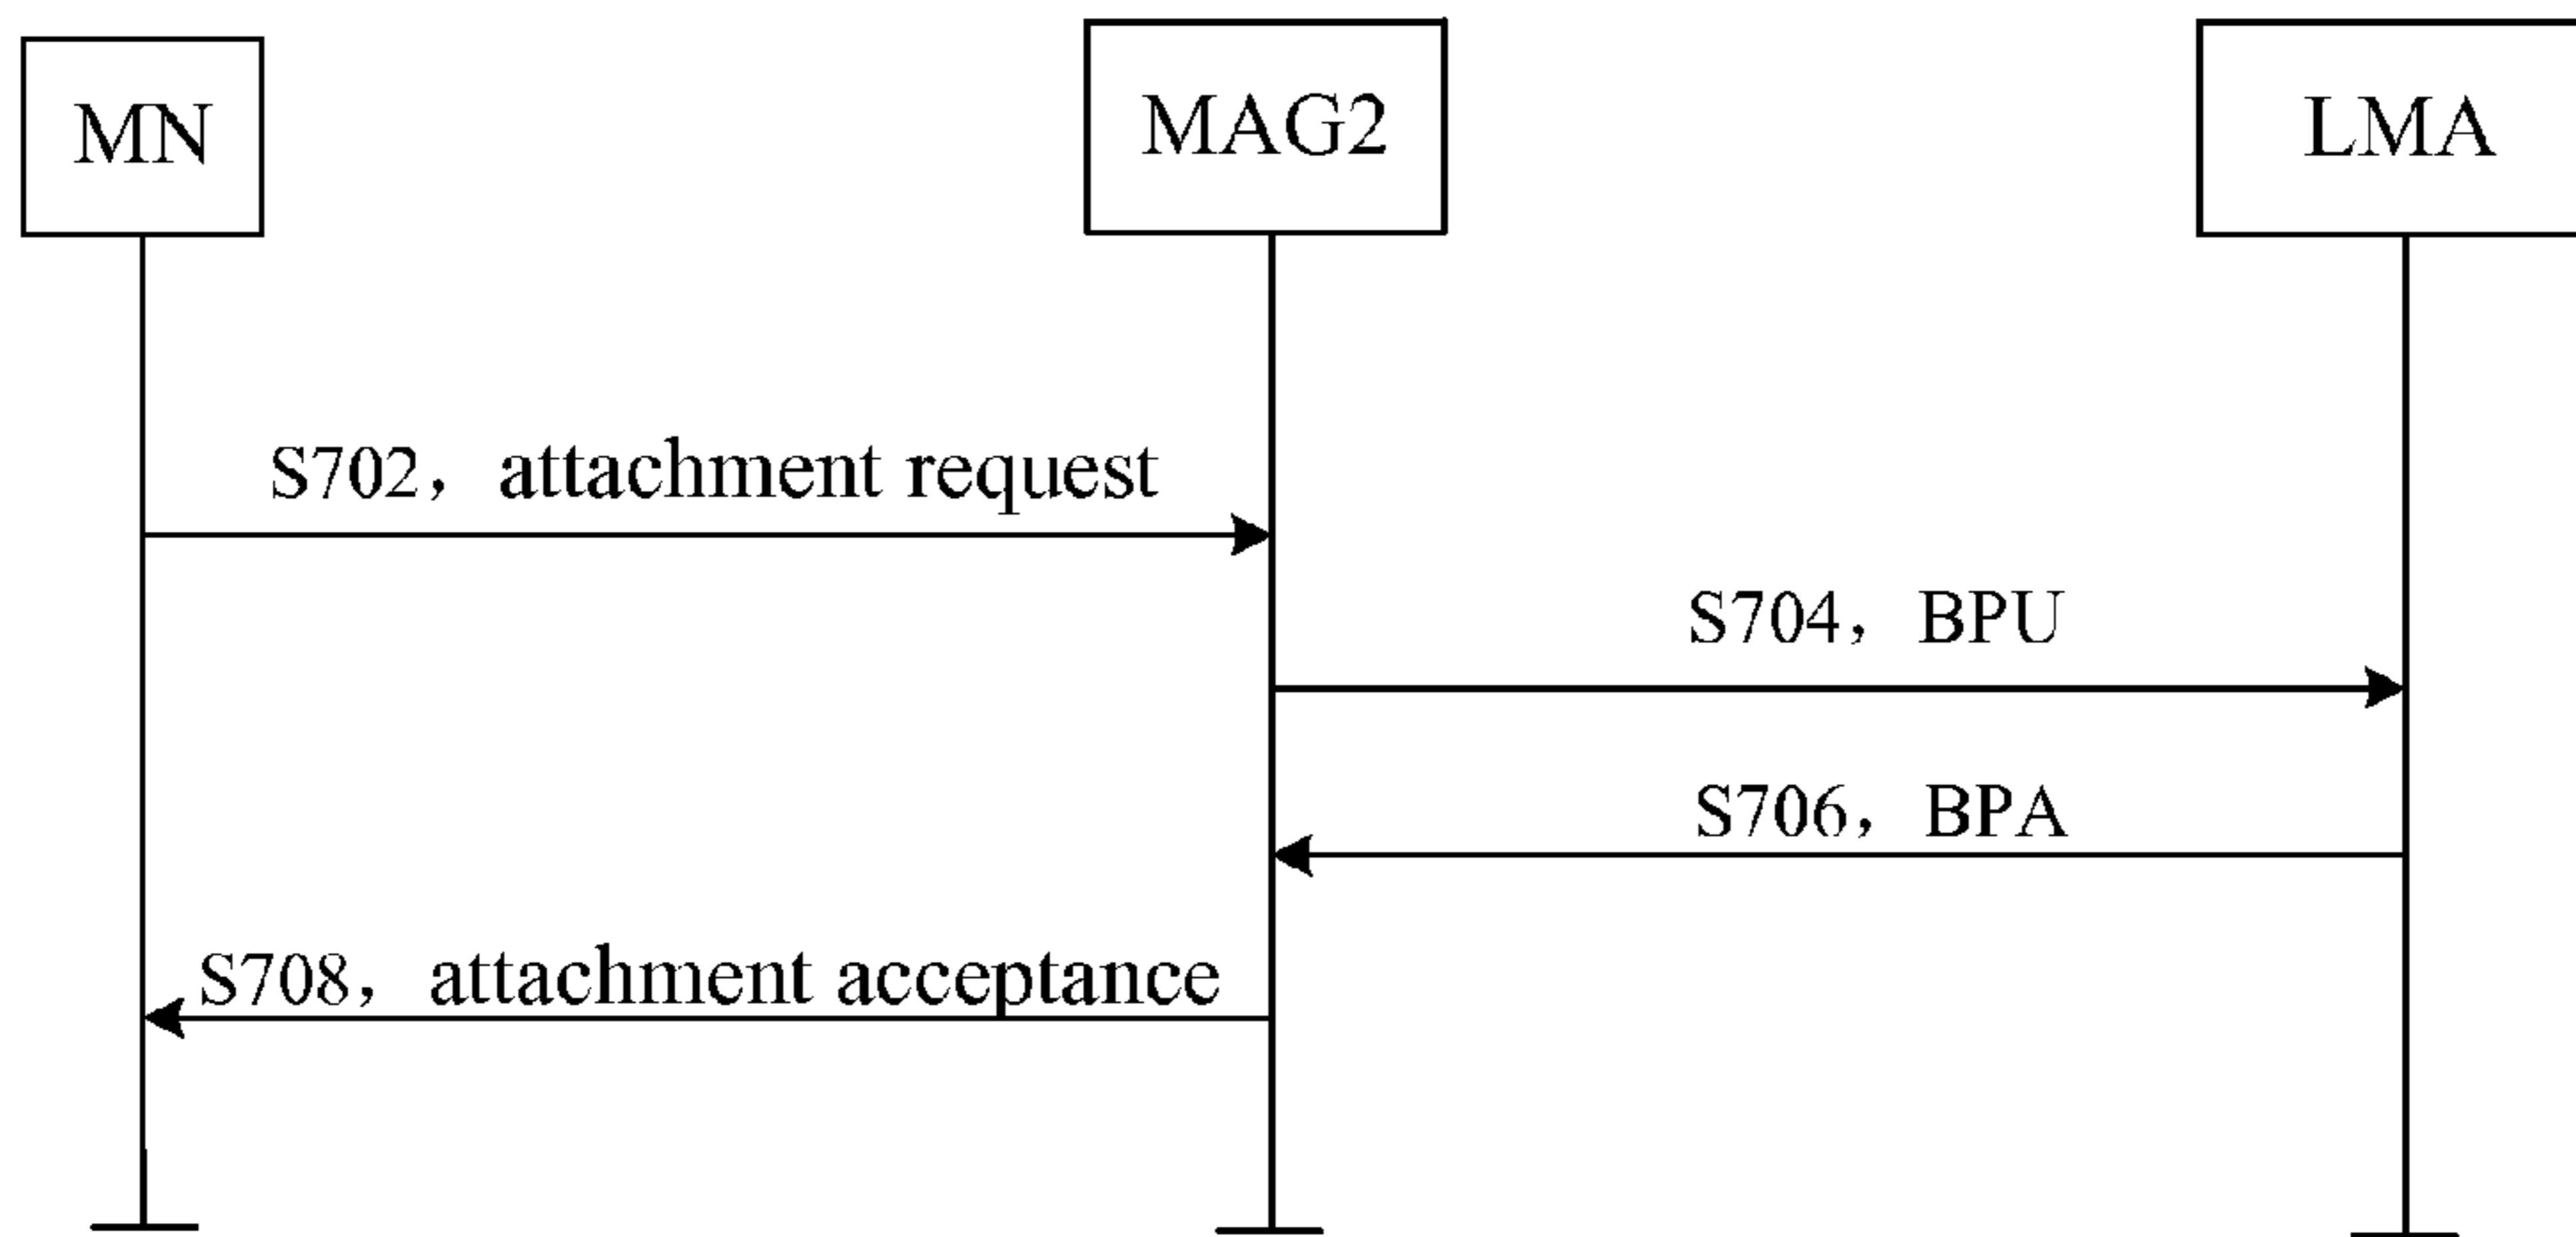 MN
MAG2
LMA
S702，attachment request
S704，BPU
S706，BPA
S708，attachment acceptance